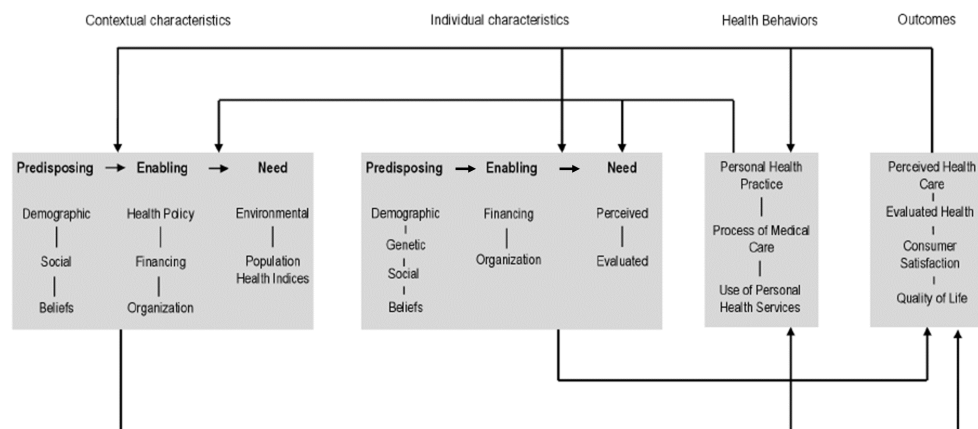 Contextual characteristics
Individual characteristics
Health Behaviors
Outcomes
Predisposing
Enabling
Need
Demographic
Social
Beliefs
Health Policy
Financing
Organization
Environmental
Population
Health Indices
Predisposing
Enabling
Need
Demographic
Genetic
Social
Beliefs
Financing
Organization
Perceived
Evaluated
Personal Health
Practice
Process of Medical
Care
Use of Personal
Health Services
Perceived Health
Care
Evaluated Health
Consumer
Satisfaction
Quality of Life